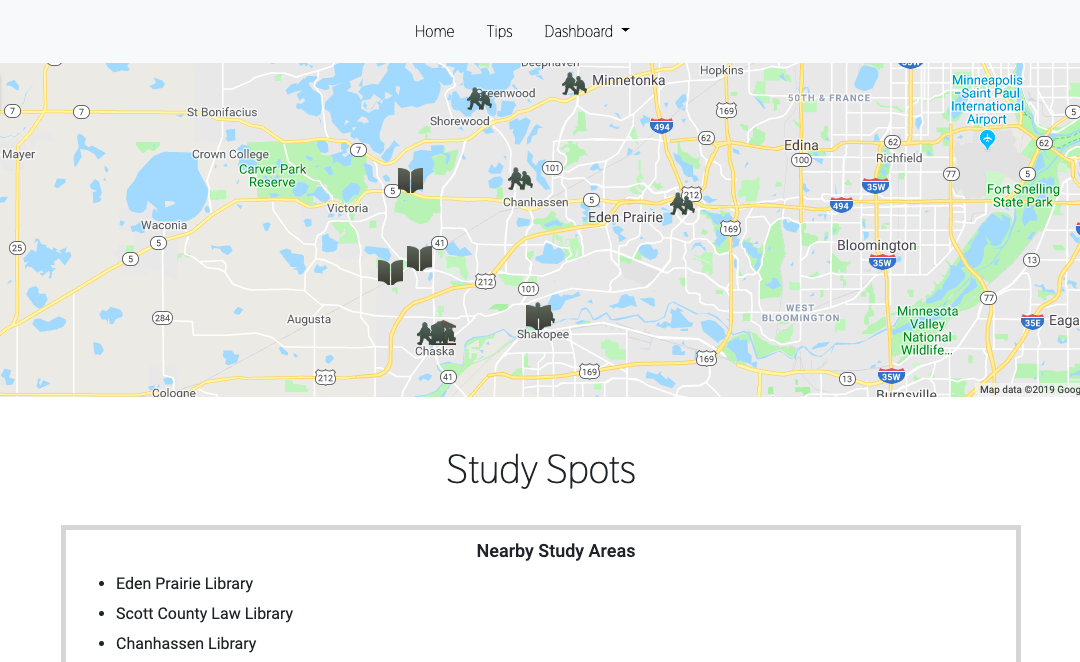 Home Tips Dashboard
Deephaven
Hopkins
Minnetonka
Greenwood
Minneapolis
-Saint Paul
International
Airport
50TH & FRANCE
7
7
St Bonifacius
169
5
Shorewood
494
62
Edina
62
62
Mayer
Crown College
7
100
Richfield
Carver Park
Reserve
101
77
5
5
35W
Fort Snelling
State Park
Victoria
Chanhassen
5
212
494
Waconia
Eden Prairie
169
25
5
41
Bloomington
5
35W
13
212
101
77
284
Augusta
WEST
BLOOMINGTON
Minnesota
Valley
National
Wildlife...
35E
Eaga
Shakopee
Chaska
169
212
41
169
13
35W
Cologne
Burnsville
Map data ©2019 Goog
Study Spots
Nearby Study Areas
• Eden Prairie Library
• Scott County Law Library
• Chanhassen Library